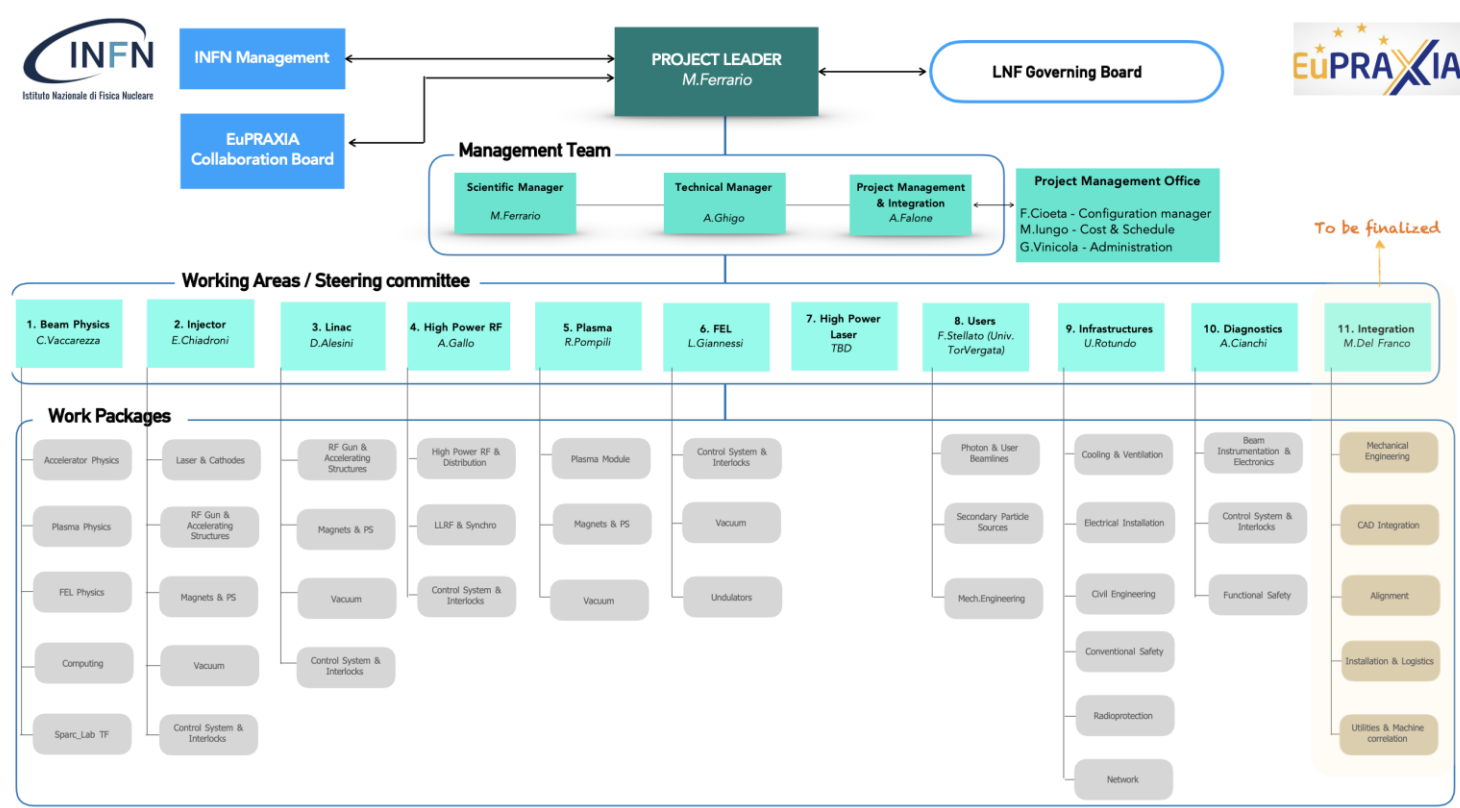 INFN
Istituto Nazionale di Fisica Nucleare
INFN Management
EuPRAXIA
Collaboration Board
PROJECT LEADER
M.Ferrario
LNF Governing Board
EuPRAXIA
Management Team
Scientific Manager
M.Ferrario
Technical Manager
A.Ghigo
Project Management
& Integration
A.Falone
Project Management Office
F.Cioeta - Configuration manager
M.Iungo - Cost & Schedule
G.Vinicola - Administration
To be finalized
Working Areas / Steering committee
1. Beam Physics
C.Vaccarezza
2. Injector
E.Chiadroni
3. Linac
D.Alesini
4. High Power RF
A.Gallo
5. Plasma
R.Pompili
6. FEL
L.Giannessi
7. High Power
Laser
TBD
8. Users
F.Stellato (Univ.
TorVergata)
9. Infrastructures
U.Rotundo
10. Diagnostics
A.Cianchi
11. Integration
M.Del Franco
Work Packages
Accelerator Physics
Plasma Physics
FEL Physics
Computing
Sparc_Lab TF
Laser & Cathodes
RF Gun &
Accelerating
Structures
Magnets & PS
Vacuum
Control System &
Interlocks
RF Gun &
Accelerating
Structures
Magnets & PS
Vacuum
Control System &
Interlocks
High Power RF &
Distribution
LLRF & Synchro
Control System &
Interlocks
Plasma Module
Magnets & PS
Vacuum
Control System &
Interlocks
Vacuum
Undulators
Photon & User
Beamlines
Secondary Particle
Sources
Mech.Engineering
Cooling & Ventilation
Electrical Installation
Civil Engineering
Conventional Safety
Radioprotection
Network
Beam
Instrumentation &
Electronics
Control System &
Interlocks
Functional Safety
Mechanical
Engineering
CAD Integration
Alignment
Installation & Logistics
Utilities & Machine
correlation